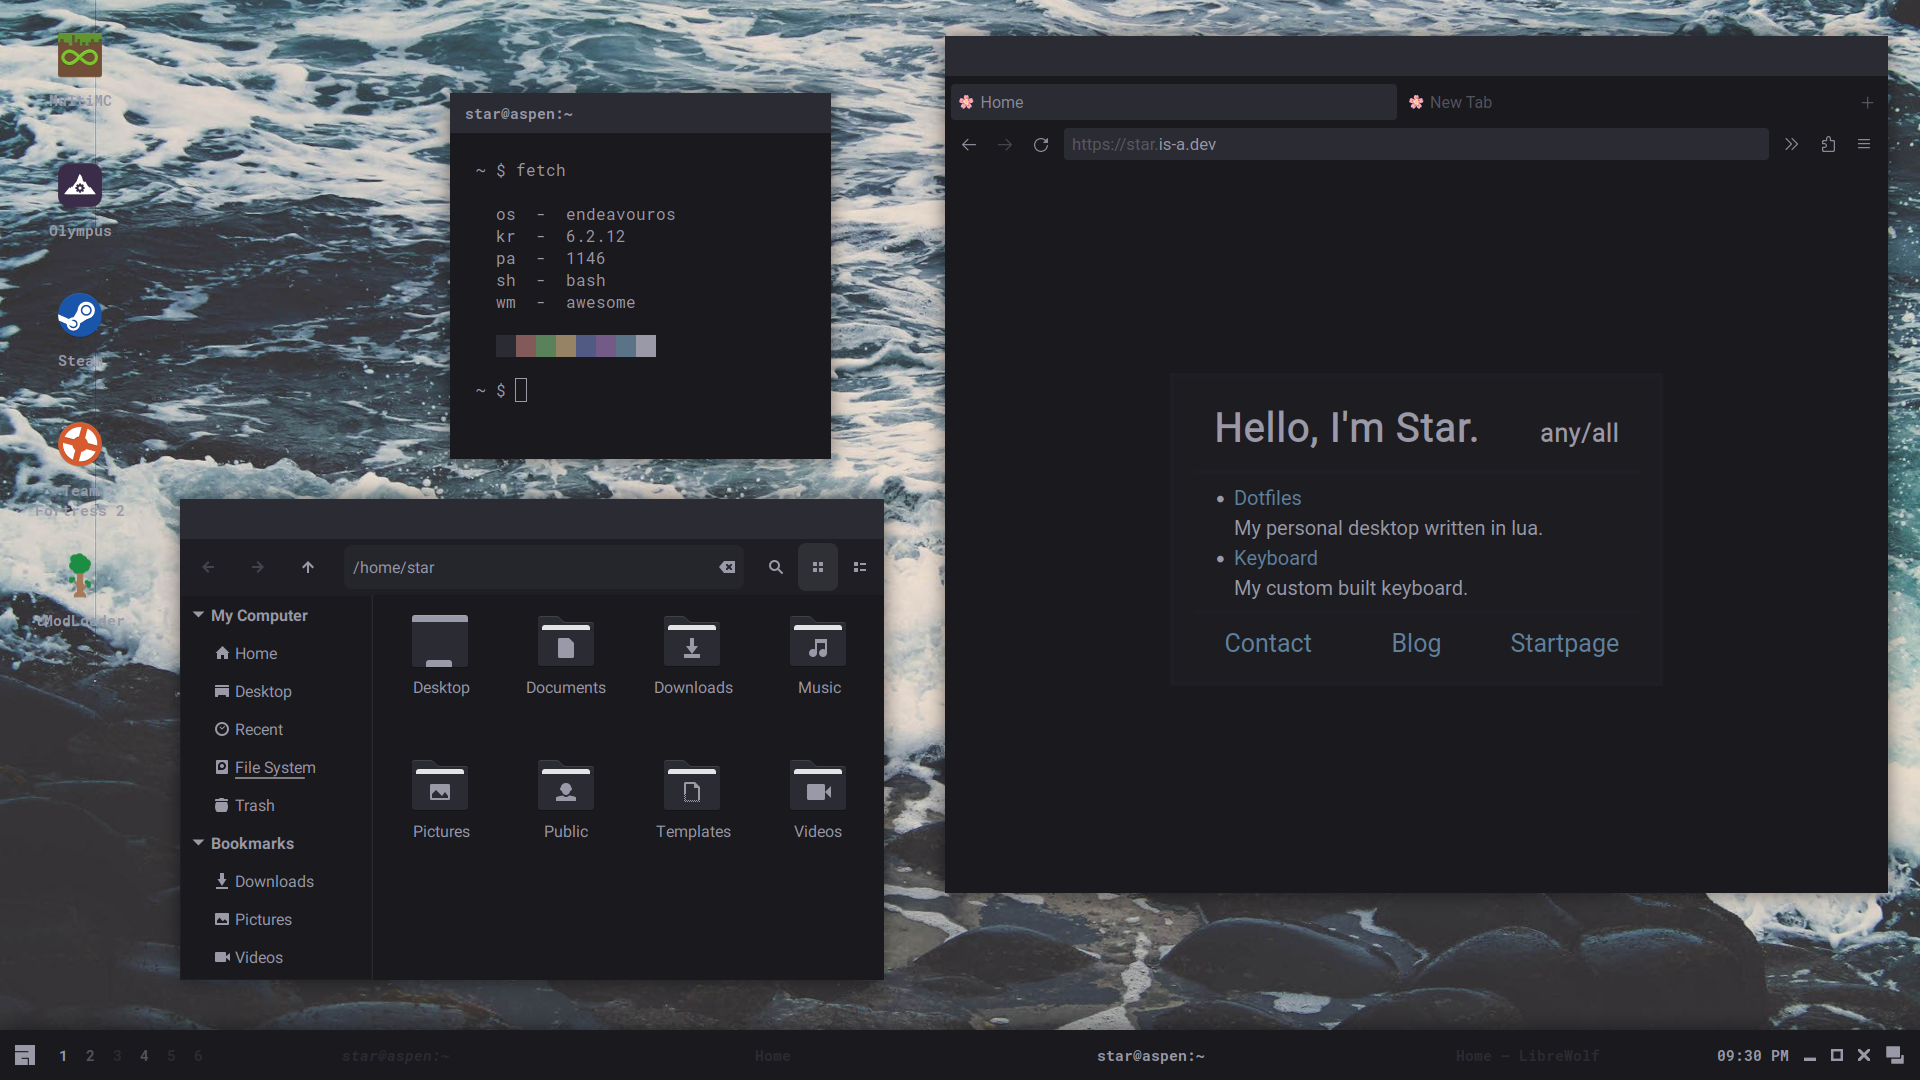 MultiMC
Olympus
Steam
Team
Fortress 2
tModLoader
star@aspen:~
~ $ fetch
os - endeavouros
kr - 6.2.12
pa - 1146
sh - bash
wm - awesome
~ $
Home
New Tab
https://star.is-a.dev
Hello, I'm Star.
any/all
Dotfiles
My personal desktop written in lua.
Keyboard
My custom built keyboard.
Contact Blog Startpage
/home/star
My Computer
Home
Desktop
Recent
File System
Trash
Bookmarks
Downloads
Pictures
Videos
Desktop Documents Downloads Music
Pictures Public Templates Videos
1 2 3 4 5 6 star@aspen:~ Home star@aspen:~ Home — LibreWolf 09:30 PM